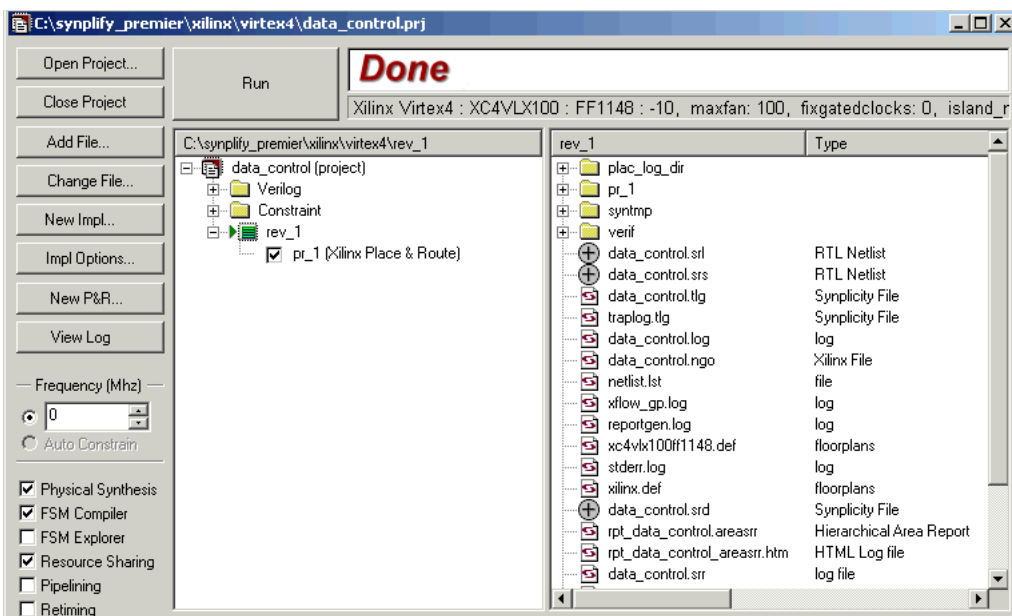 C:\synplify_premier\xilinx\virtex4\data_control.prj
Open Project...
Close Project
Add File...
Change File...
New Impl...
Impl Options...
New P&R...
View Log
Frequency (Mhz)
0
Auto Constrain
Physical Synthesis
FSM Compiler
FSM Explorer
Resource Sharing
Pipelining
Retiming
Run
Done
Xilinx Virtex4 : XC4VLX100 : FF1148 : -10, maxfan: 100, fixgatedclocks: 0, island_r
C:\synplify_premier\xilinx\virtex4\rev_1
data_control (project)
Verilog
Constraint
rev_1
pr_1 (Xilinx Place & Route)
rev_1 Type
plac_log_dir
pr_1
syntmp
verif
data_control.srl RTL Netlist
data_control.srs RTL Netlist
data_control.tlg Synplicity File
traplog.tlg Synplicity File
data_control.log log
data_control.ngo Xilinx File
netlist.lst file
xflow_gp.log log
reportgen.log log
xc4vlx100ff1148.def floorplans
stderr.log log
xilinx.def floorplans
data_control.srd Synplicity File
rpt_data_control.areasrr Hierarchical Area Report
rpt_data_control_areasrr.htm HTML Log file
data_control.srr log file